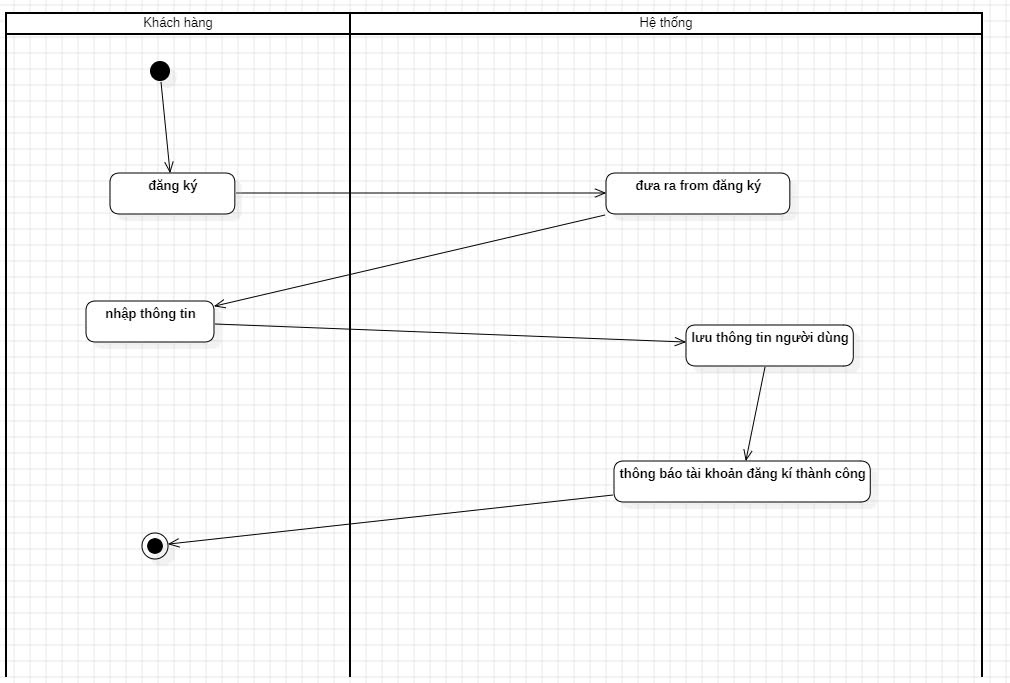 Khách hàng
Hệ thống
đăng ký
đưa ra from đăng ký
nhập thông tin
lưu thông tin người dùng
thông báo tài khoản đăng kí thành công